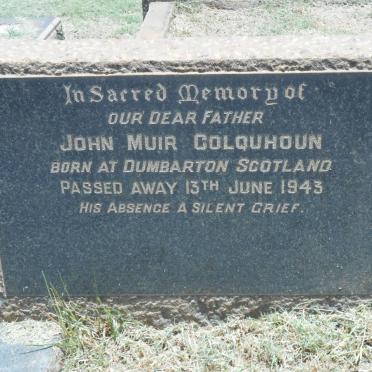 In Sacred Memory of
OUR DEAR FATHER
JOHN MUIR COLQUHOUN
BORN AT DUMBARTON SCOTLAND
PASSED AWAY 13TH JUNE 1943
HIS ABSENCE A SILENT GRIEF.